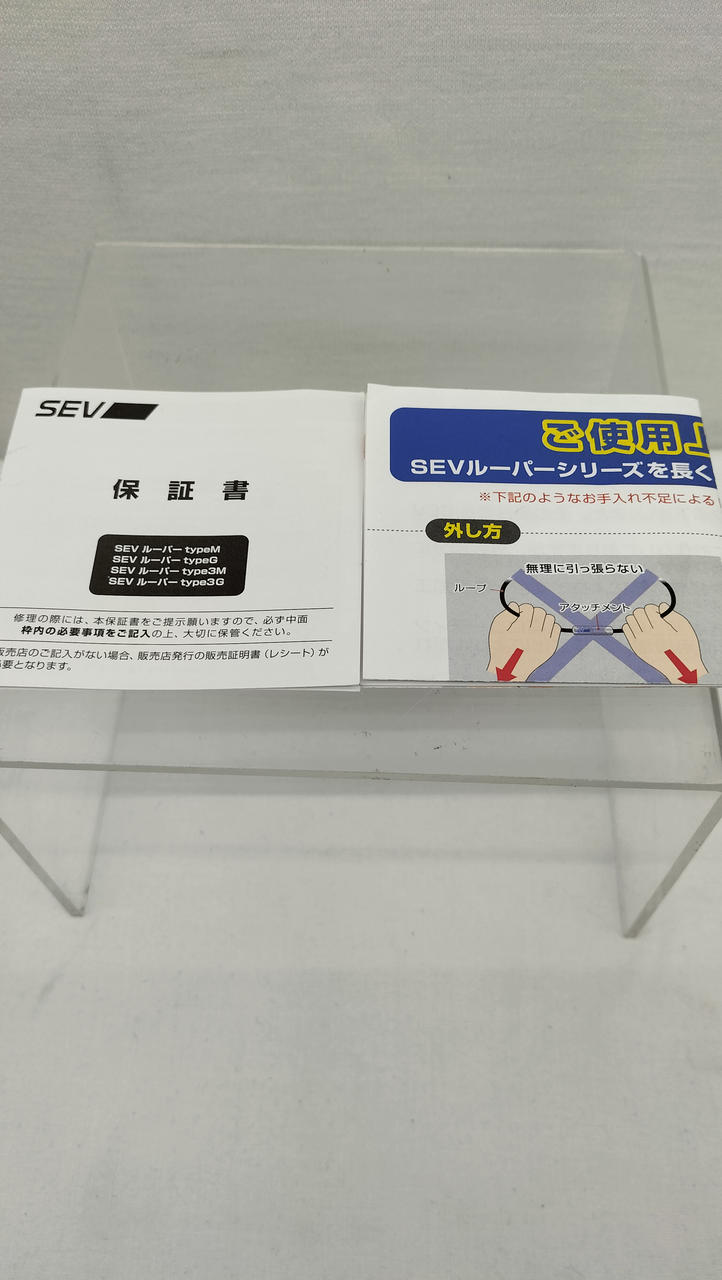 SEV
保証書
SEV ルーパー typeM
SEV ルーパー typeG
SEV ルーパー type3M
SEV ルーパー type3G
修理の際には、本保証書をご提示願いますので、必ず中面
枠内の必要事項をご記入の上、大切に保管ください。
販売店のご記入がない場合、販売店発行の販売証明書（レシート）が
必要となります。
ご使用上
SEVルーパーシリーズを長く
※下記のようなお手入れ不足による
外し方
無理に引っ張らない
ループ
アタッチメント